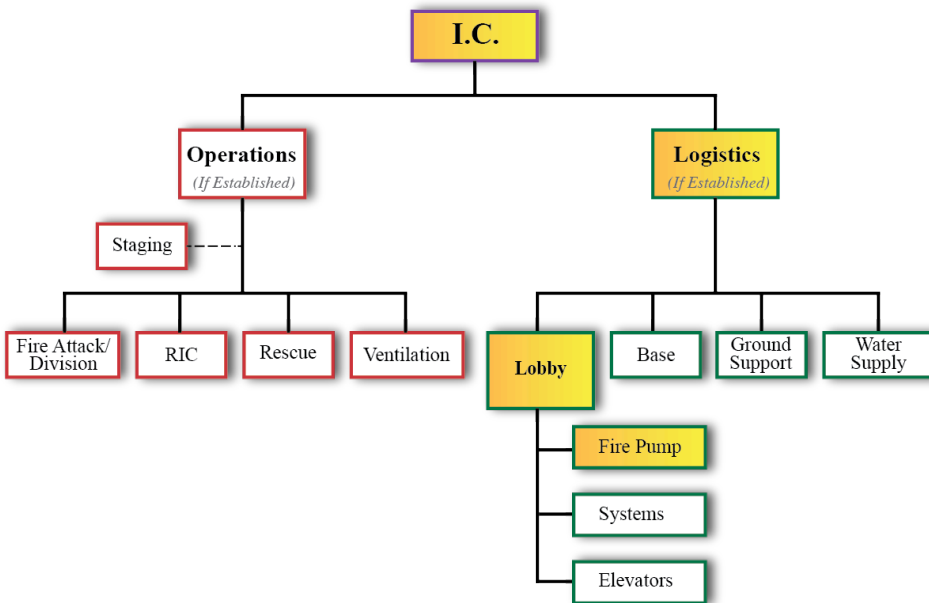 I.C.
Operations
(If Established)
Logistics
(If Established)
Staging
Fire Attack/
Division
RIC
Rescue
Ventilation
Lobby
Base
Ground
Support
Water
Supply
Fire Pump
Systems
Elevators